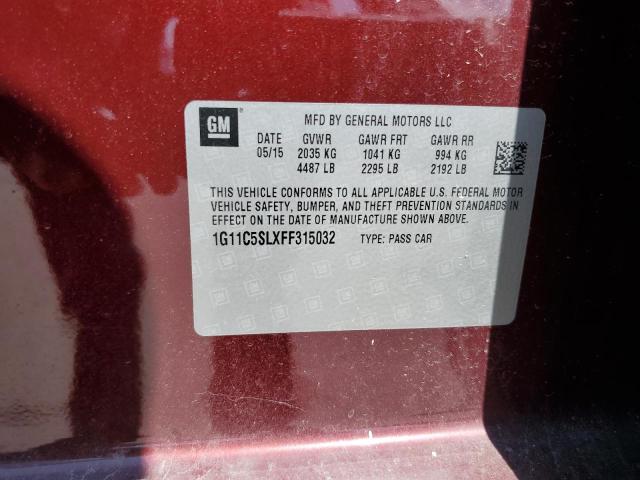 GM
MFD BY GENERAL MOTORS LLC
DATE GVWR GAWR FRT GAWR RR
05/15 2035 KG 1041 KG 994 KG
4487 LB 2295 LB 2192 LB
THIS VEHICLE CONFORMS TO ALL APPLICABLE U.S. FEDERAL MOTOR
VEHICLE SAFETY, BUMPER, AND THEFT PREVENTION STANDARDS IN
EFFECT ON THE DATE OF MANUFACTURE SHOWN ABOVE.
1G11C5SLXFF315032 TYPE: PASS CAR